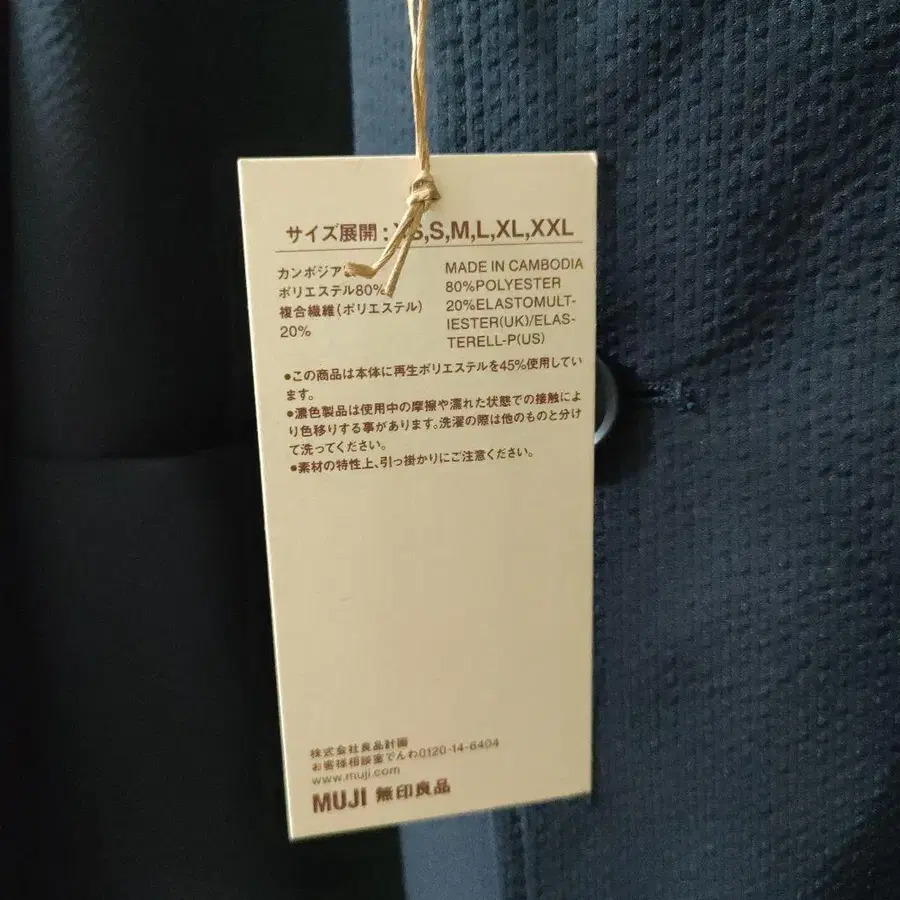 サイズ展開:XS,S,M,L,XL,XXL
カンボジア製
ポリエステル80%
複合繊維(ポリエステル)
20%
MADE IN CAMBODIA
80%POLYESTER
20%ELASTOMULT-
IESTER(UK)/ELAS-
TERELL-P(US)
●この商品は本体に再生ポリエステルを45%使用してい
ます。
●濃色製品は使用中の摩擦や濡れた状態での接触によ
り色移りする事があります。洗濯の際は他のものと分け
て洗ってください。
●素材の特性上、引っ掛かりにご注意ください。
株式会社良品計画
お客様相談室でんわ0120-14-6404
www.muji.com
MUJI 無印良品